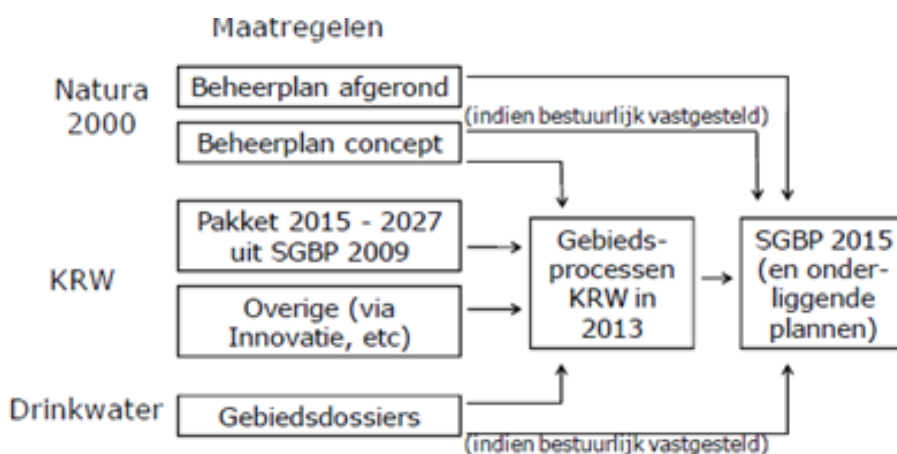 Maatregelen
Natura
2000
Beheerplan afgrond
(indien bestuurlijk vastgesteld)
Beheerplan concept
KRW
Pakket 2015 - 2027
uit SGBP 2009
Overige (via
Innovatie, etc)
Gebieds-
processen
KRW in
2013
SGBP 2015
(en onder-
liggende
plannen)
Drinkwater
Gebiedsdossiers
(indien bestuurlijk vastgesteld)